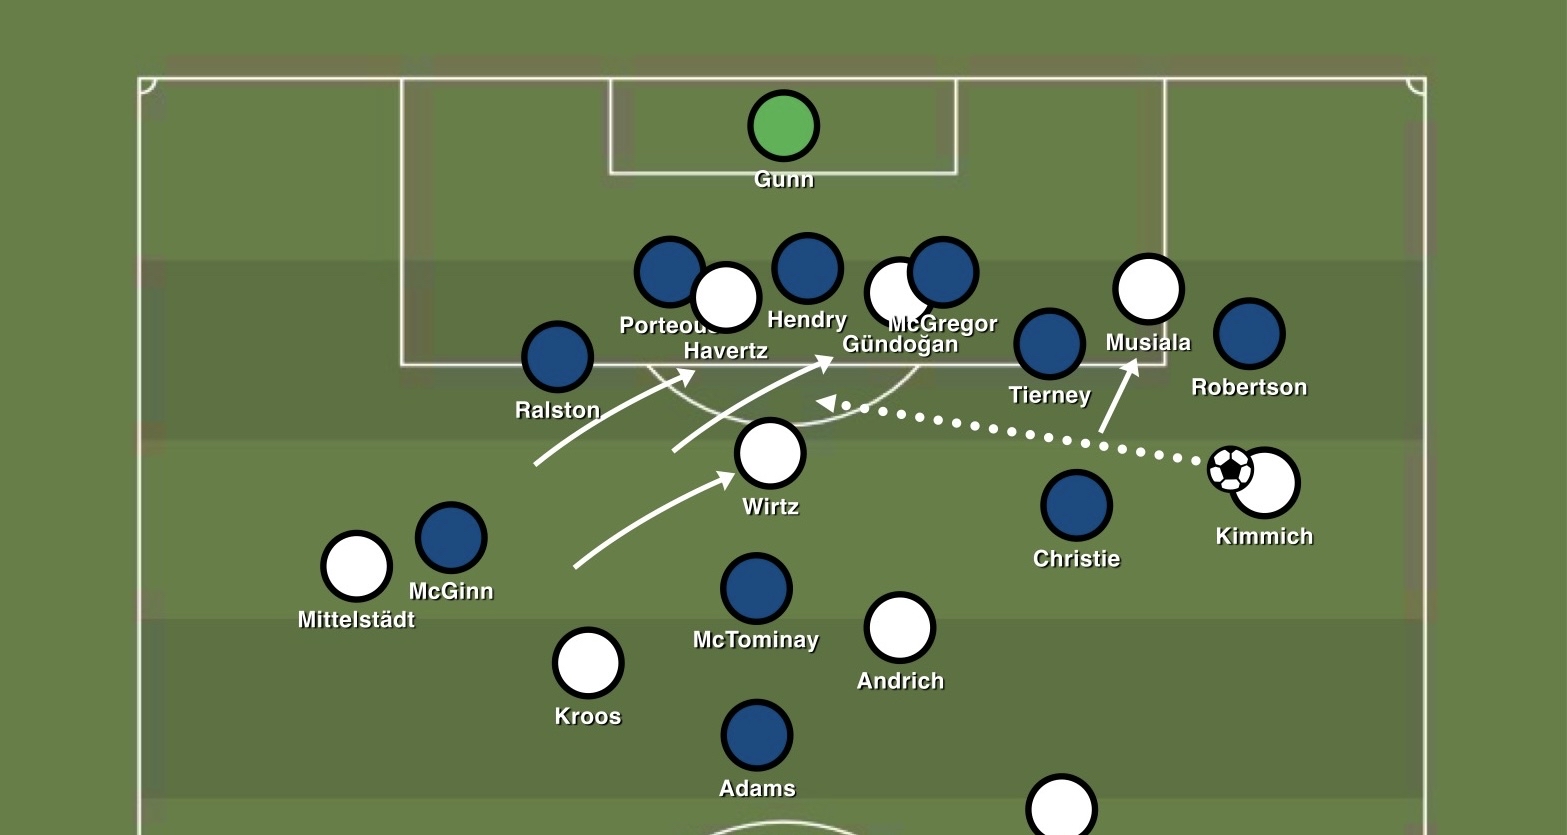 Gunn
Porteous
Hendry
McGregor
Havertz
Gündoğan
Musiala
Robertson
Tierney
Ralston
Wirtz
Kimmich
Christie
McGinn
Mittelstädt
McTominay
Andrich
Kroos
Adams